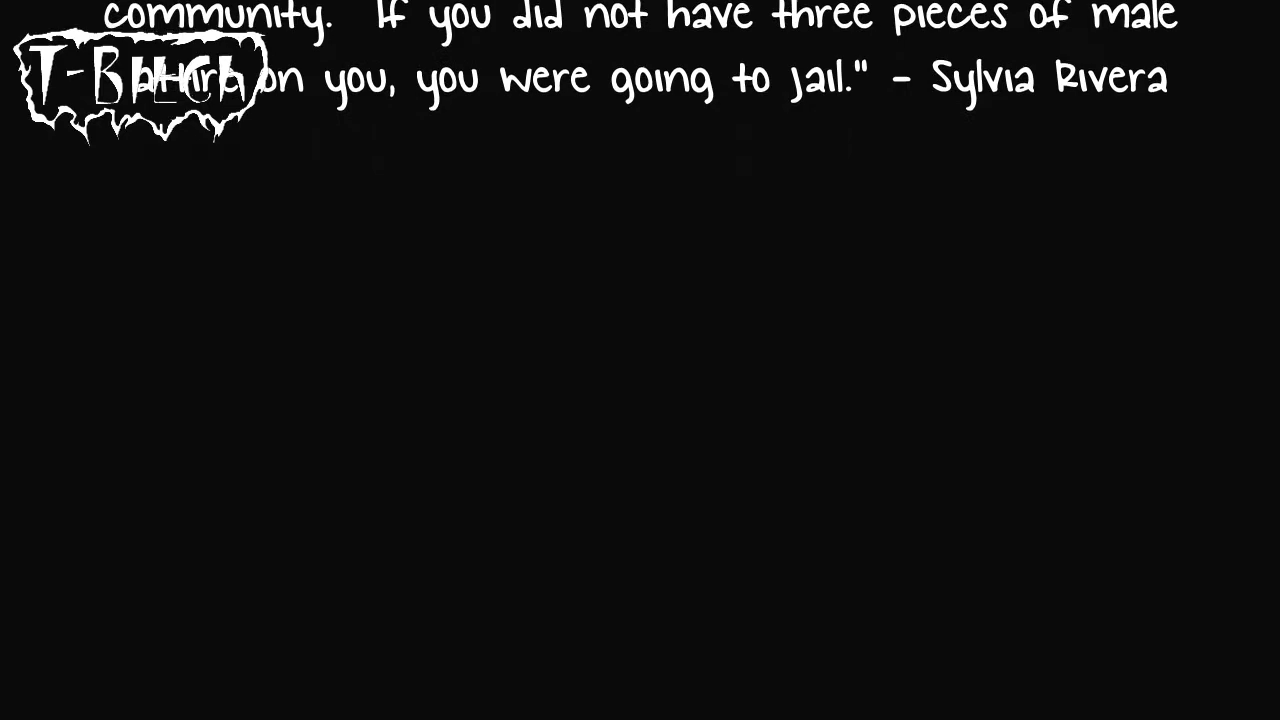 community. If you did not have three pieces of male
attire on you, you were going to jail." - Sylvia Rivera